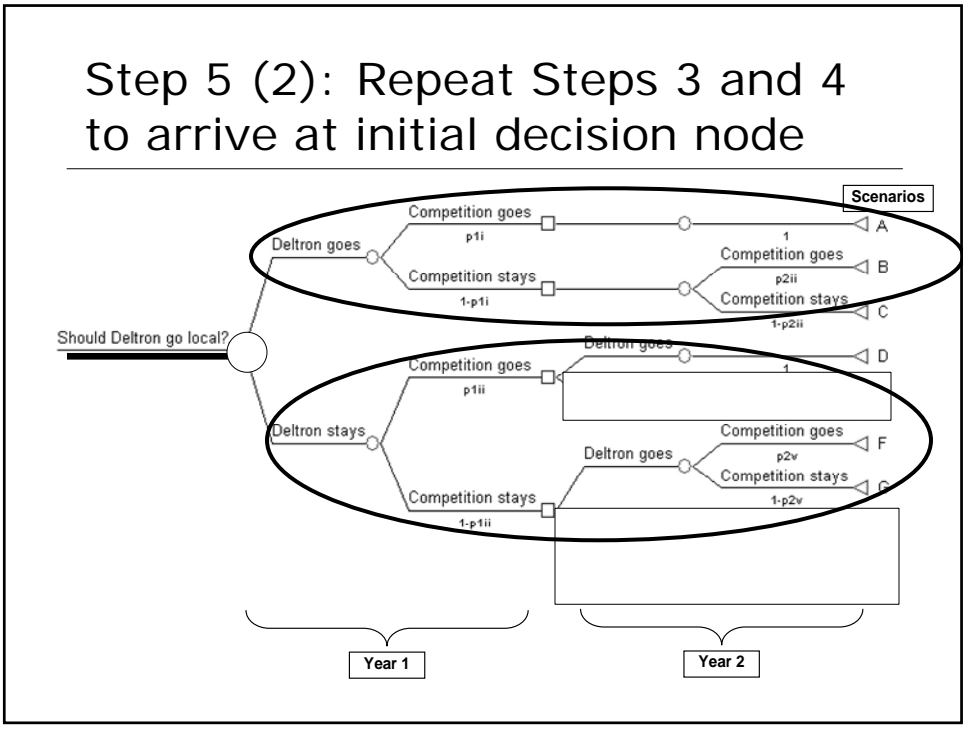 Step 5 (2): Repeat Steps 3 and 4
to arrive at initial decision node
Scenarios
Competition goes
p1i
1
A
Deltron goes
Competition goes
p2ii
B
Competition stays
1-p1i
Competition stays
1-p2ii
C
Should Deltron go local?
Deltron goes
1
D
Competition goes
p1ii
Deltron stays
Competition goes
p2v
F
Deltron goes
Competition stays
1-p2v
G
Competition stays
1-p1ii
Year 1
Year 2